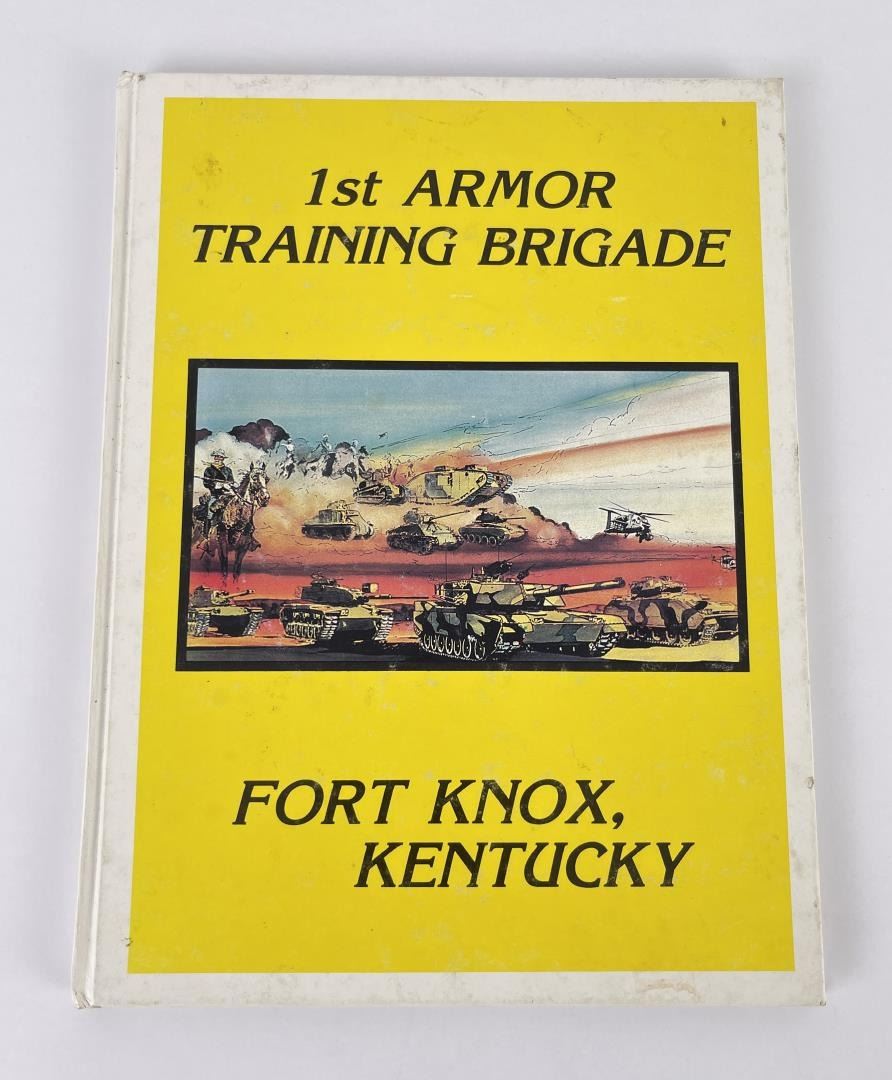 1st ARMOR
TRAINING BRIGADE
FORT KNOX,
KENTUCKY